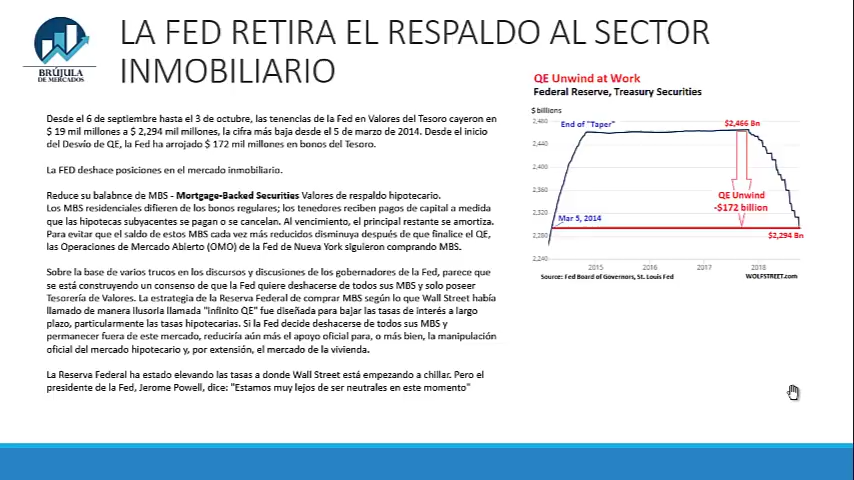 LA FED RETIRA EL RESPALDO AL SECTOR
INMOBILIARIO
BRÚJULA
DE MERCADOS
Desde el 6 de septiembre hasta el 3 de octubre, las tenencias de la Fed en Valores del Tesoro cayeron en
$ 19 mil millones a $ 2,294 mil millones, la cifra más baja desde el 5 de marzo de 2014. Desde el inicio
del Desvío de QE, la Fed ha arrojado $ 172 mil millones en bonos del Tesoro.
La FED deshace posiciones en el mercado inmobiliario.
Reduce su balabnce de MBS - Mortgage-Backed Securities Valores de respaldo hipotecario.
Los MBS residenciales difieren de los bonos regulares; los tenedores reciben pagos de capital a medida
que las hipotecas subyacentes se pagan o se cancelan. Al vencimiento, el principal restante se amortiza.
Para evitar que el saldo de estos MBS cada vez más reducidos disminuya después de que finalice el QE,
las Operaciones de Mercado Abierto (OMO) de la Fed de Nueva York siguieron comprando MBS.
Sobre la base de varios trucos en los discursos y discusiones de los gobernadores de la Fed, parece que
se está construyendo un consenso de que la Fed quiere deshacerse de todos sus MBS y solo poseer
Tesorería de Valores. La estrategia de la Reserva Federal de comprar MBS según lo que Wall Street había
llamado de manera ilusoria llamada "infinito QE" fue diseñada para bajar las tasas de interés a largo
plazo, particularmente las tasas hipotecarias. Si la Fed decide deshacerse de todos sus MBS y
permanecer fuera de este mercado, reduciría aún más el apoyo oficial para, o más bien, la manipulación
oficial del mercado hipotecario y, por extensión, el mercado de la vivienda.
La Reserva Federal ha estado elevando las tasas a donde Wall Street está empezando a chillar. Pero el
presidente de la Fed, Jerome Powell, dice: "Estamos muy lejos de ser neutrales en este momento"
QE Unwind at Work
Federal Reserve, Treasury Securities
$ billions
2,480
2,440
2,400
2,360
2,320
2,280
2,240
End of "Taper"
$2,466 Bn
QE Unwind
-$172 billion
Mar 5, 2014
$2,294 Bn
2015 2016 2017 2018
Source: Fed Board of Governors, St. Louis Fed
WOLFSTREET.com